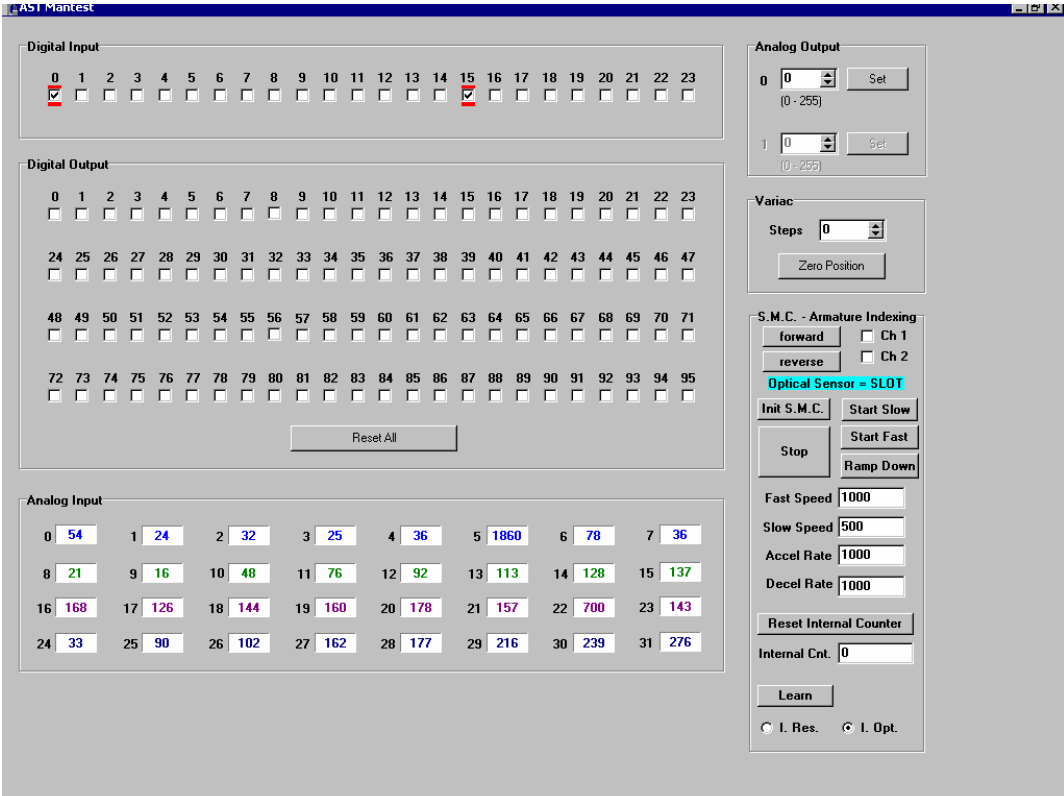 AST Mantest
Digital Input
0 1 2 3 4 5 6 7 8 9 10 11 12 13 14 15 16 17 18 19 20 21 22 23
Digital Output
0 1 2 3 4 5 6 7 8 9 10 11 12 13 14 15 16 17 18 19 20 21 22 23
24 25 26 27 28 29 30 31 32 33 34 35 36 37 38 39 40 41 42 43 44 45 46 47
48 49 50 51 52 53 54 55 56 57 58 59 60 61 62 63 64 65 66 67 68 69 70 71
72 73 74 75 76 77 78 79 80 81 82 83 84 85 86 87 88 89 90 91 92 93 94 95
Reset All
Analog Input
0 54 1 24 2 32 3 25 4 36 5 1860 6 78 7 36
8 21 9 16 10 48 11 76 12 92 13 113 14 128 15 137
16 168 17 126 18 144 19 160 20 178 21 157 22 700 23 143
24 33 25 90 26 102 27 162 28 177 29 216 30 239 31 276
Analog Output
0 0 Set
(0 - 255)
1 0 Set
(0 - 255)
Variac
Steps 0
Zero Position
S.M.C. - Armature Indexing
forward Ch 1
reverse Ch 2
Optical Sensor = SLOT
Init S.M.C. Start Slow
Stop Start Fast
Ramp Down
Fast Speed 1000
Slow Speed 500
Accel Rate 1000
Decel Rate 1000
Reset Internal Counter
Internal Cnt. 0
Learn
I. Res. I. Opt.